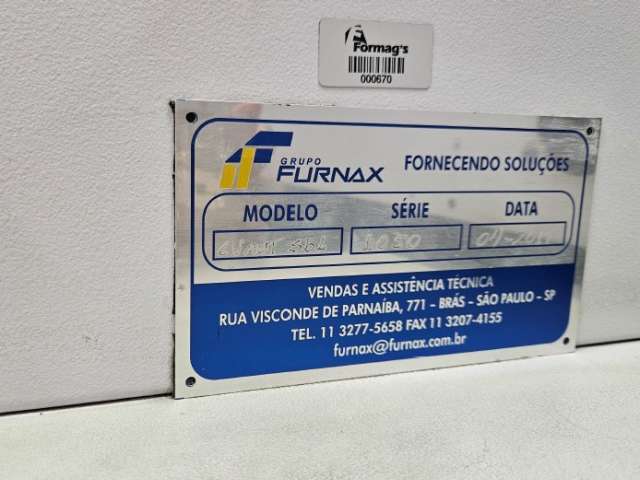 Formag's
000670
GRUPO
FURNAX
FORNECENDO SOLUÇÕES
MODELO SÉRIE DATA
1050
VENDAS E ASSISTÊNCIA TÉCNICA
RUA VISCONDE DE PARNAÍBA, 771 - BRÁS - SÃO PAULO - SP
TEL. 11 3277-5658 FAX 11 3207-4155
furnax@furnax.com.br